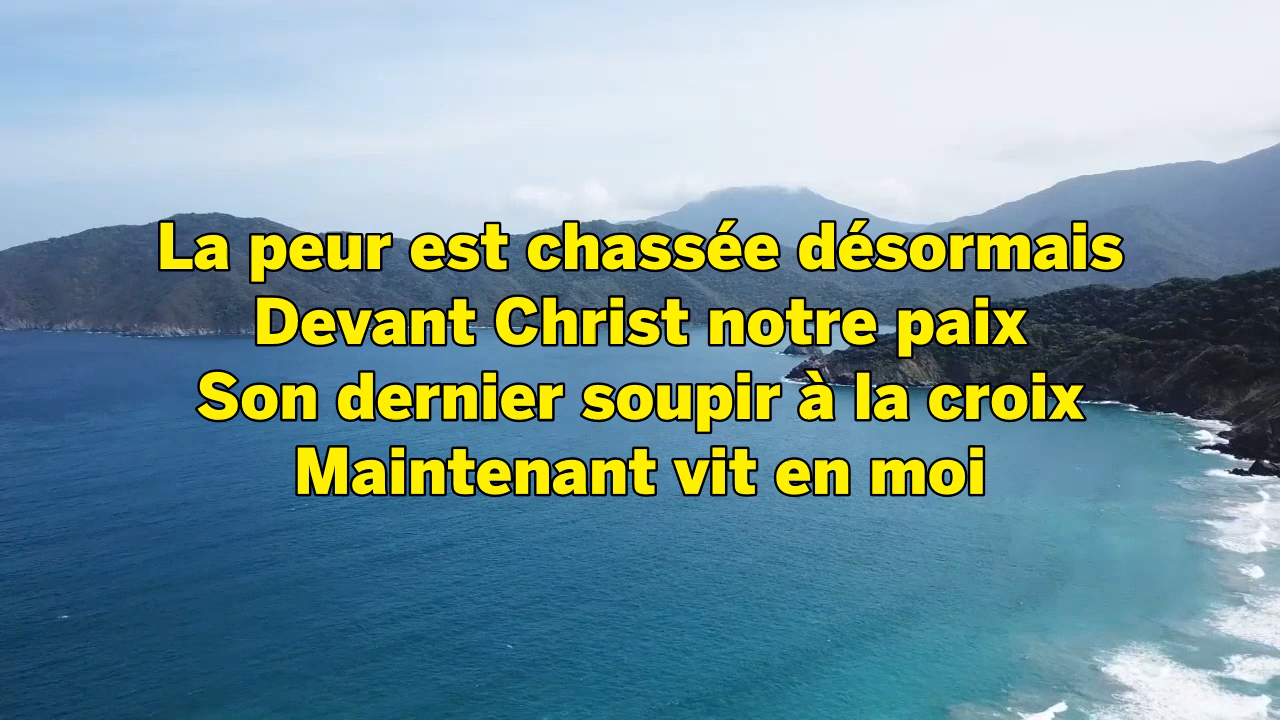 La peur est chassée désormais
Devant Christ notre paix
Son dernier soupir à la croix
Maintenant vit en moi